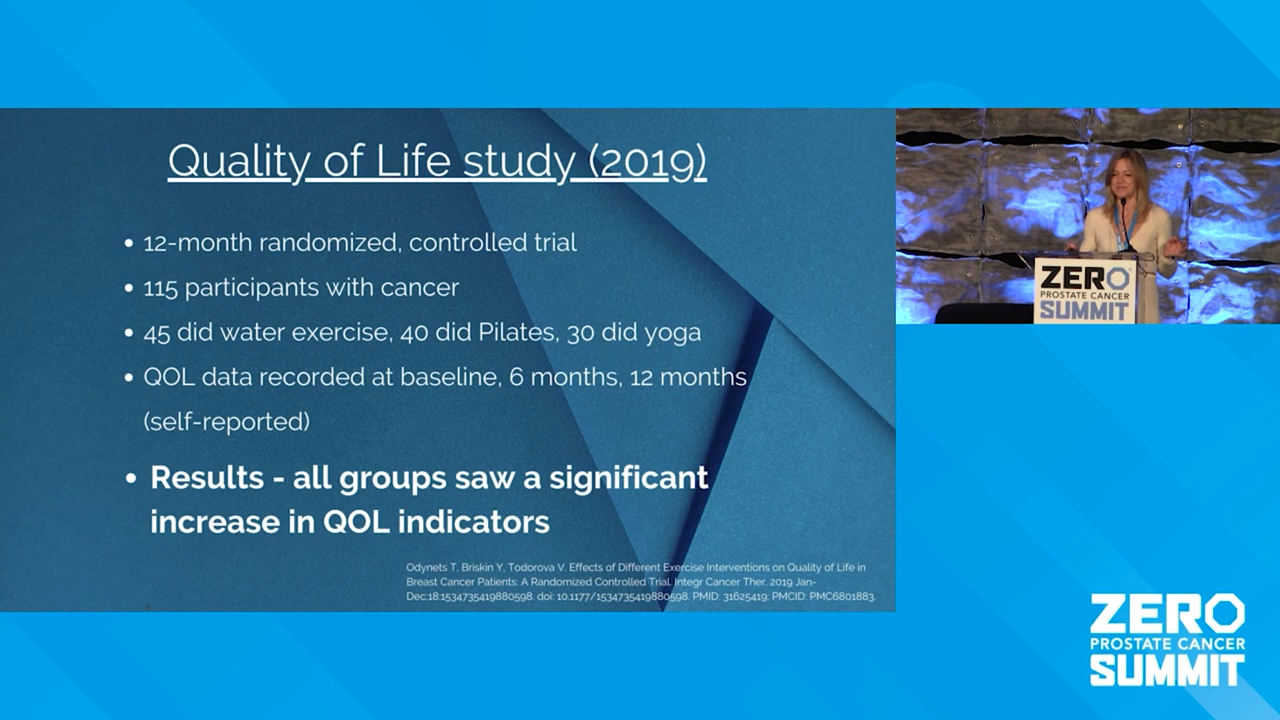 Quality of Life study (2019)
• 12-month randomized, controlled trial
• 115 participants with cancer
• 45 did water exercise, 40 did Pilates, 30 did yoga
• QOL data recorded at baseline, 6 months, 12 months
(self-reported)
• Results - all groups saw a significant
increase in QOL indicators
Odynets T, Briskin Y, Todorova V. Effects of Different Exercise Interventions on Quality of Life in
Breast Cancer Patients: A Randomized Controlled Trial. Integr Cancer Ther. 2019 Jan-
Dec;18:1534735419880598. doi: 10.1177/1534735419880598. PMID: 31625419; PMCID: PMC6801883.
ZERO
PROSTATE CANCER
SUMMIT
ZERO
PROSTATE CANCER
SUMMIT